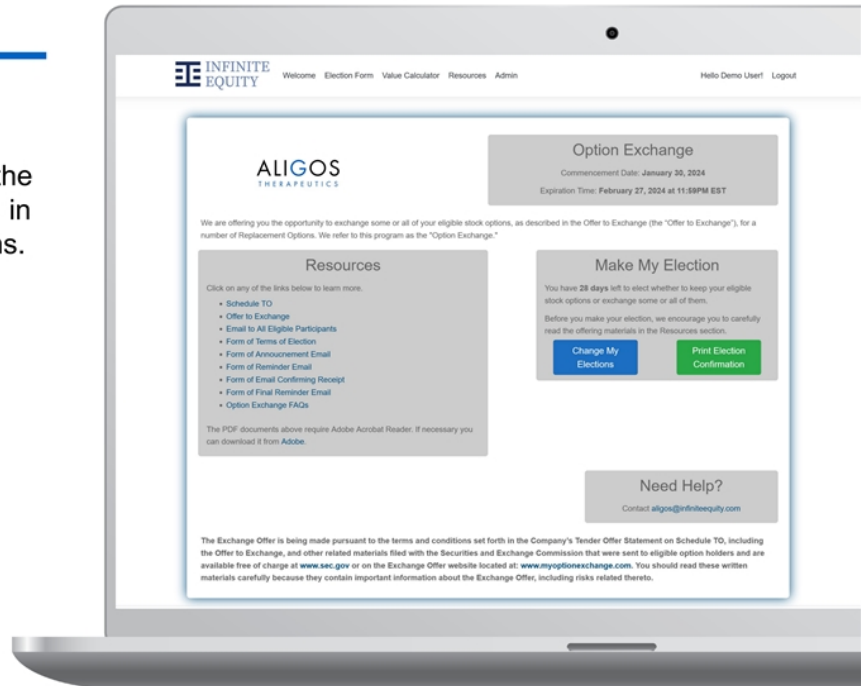 the
in
ns.
INFINITE
EQUITY
Welcome Election Form Value Calculator Resources Admin
Hello Demo User! Logout
ALIGOS
THERAPEUTICS
Option Exchange
Commencement Date: January 30, 2024
Expiration Time: February 27, 2024 at 11:59PM EST
We are offering you the opportunity to exchange some or all of your eligible stock options, as described in the Offer to Exchange (the "Offer to Exchange"), for a
number of Replacement Options. We refer to this program as the "Option Exchange."
Resources
Click on any of the links below to learn more.
• Schedule TO
• Offer to Exchange
• Email to All Eligible Participants
• Form of Terms of Election
• Form of Annoucnement Email
• Form of Reminder Email
• Form of Email Confirming Receipt
• Form of Final Reminder Email
• Option Exchange FAQs
The PDF documents above require Adobe Acrobat Reader. If necessary you
can download it from Adobe.
Make My Election
You have 28 days left to elect whether to keep your eligible
stock options or exchange some or all of them.
Before you make your election, we encourage you to carefully
read the offering materials in the Resources section.
Change My
Elections
Print Election
Confirmation
Need Help?
Contact aligos@infiniteequity.com
The Exchange Offer is being made pursuant to the terms and conditions set forth in the Company's Tender Offer Statement on Schedule TO, including
the Offer to Exchange, and other related materials filed with the Securities and Exchange Commission that were sent to eligible option holders and are
available free of charge at www.sec.gov or on the Exchange Offer website located at: www.myoptionexchange.com. You should read these written
materials carefully because they contain important information about the Exchange Offer, including risks related thereto.